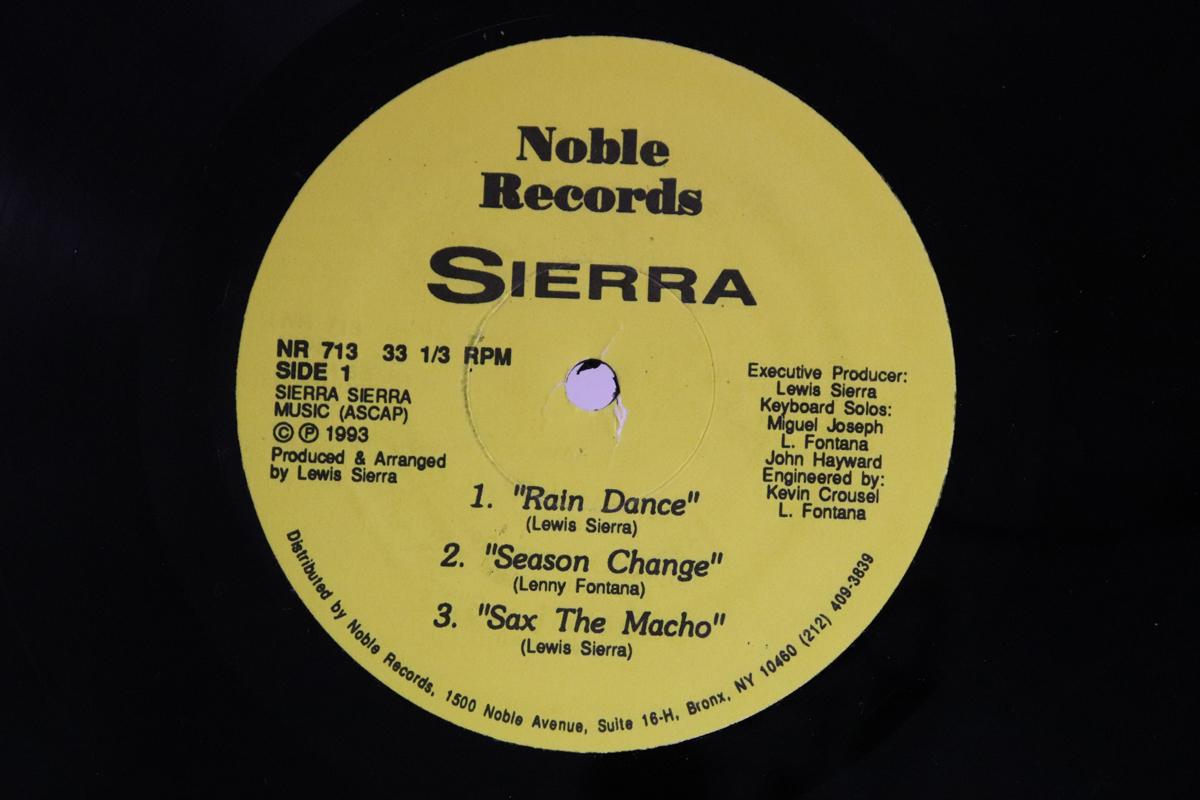 Noble
Records
SIERRA
NR 713 33 1/3 RPM
SIDE 1
SIERRA SIERRA
MUSIC (ASCAP)
© ℗ 1993
Produced & Arranged
by Lewis Sierra
Executive Producer:
Lewis Sierra
Keyboard Solos:
Miguel Joseph
L. Fontana
John Hayward
Engineered by:
Kevin Crousel
L. Fontana
1. "Rain Dance"
(Lewis Sierra)
2. "Season Change"
(Lenny Fontana)
3. "Sax The Macho"
(Lewis Sierra)
Distributed by Noble Records, 1500 Noble Avenue, Suite 16-H, Bronx, NY 10460 (212) 409-3839